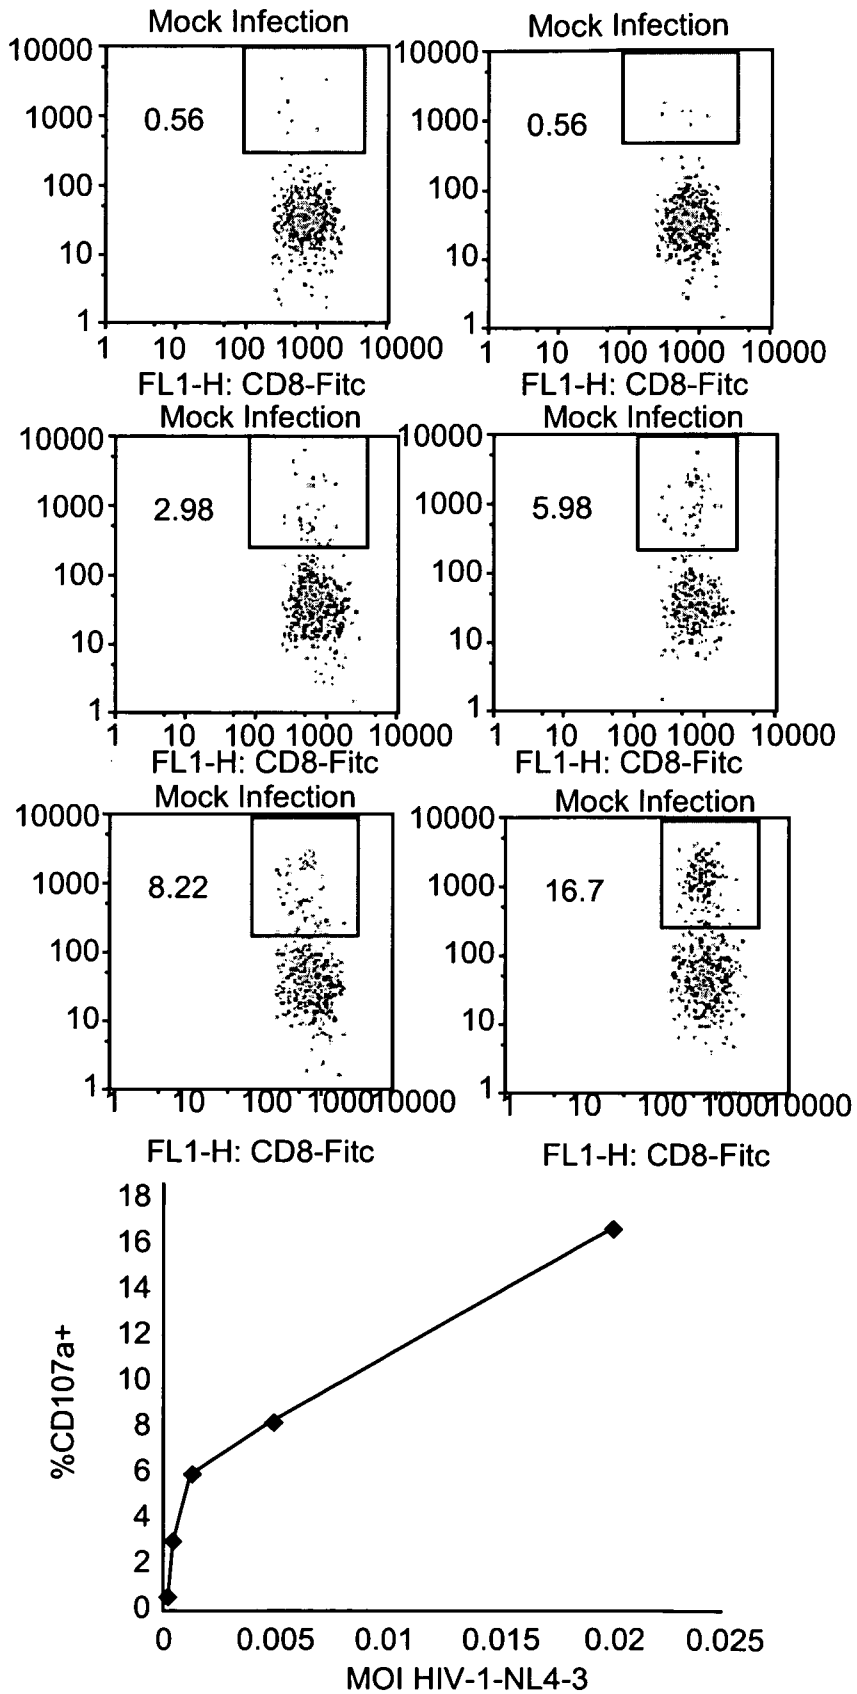 Mock Infection Mock Infection
10000 10000
1000 1000
0.56 0.56
100 100
10 10
1 1
1 10 100 1000 10000 1 10 100 1000 10000
FL1-H: CD8-Fitc FL1-H: CD8-Fitc
Mock Infection Mock Infection
10000 10000
1000 1000
2.98 5.98
100 100
10 10
1 1
1 10 100 1000 10000 1 10 100 1000 10000
FL1-H: CD8-Fitc FL1-H: CD8-Fitc
Mock Infection Mock Infection
10000 10000
1000 1000
8.22 16.7
100 100
10 10
1 1
1 10 100 1000 10000 1 10 100 1000 10000
FL1-H: CD8-Fitc FL1-H: CD8-Fitc
18
16
14
12
10
8
6
4
2
0
%CD107a+
0 0.005 0.01 0.015 0.02 0.025
MOI HIV-1-NL4-3